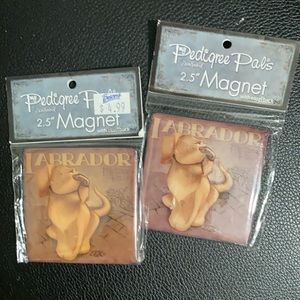 Pedigree Pals
2.5" Magnet
$ 4.99
LABRADOR
Pedigree Pals
2.5" Magnet
LABRADOR